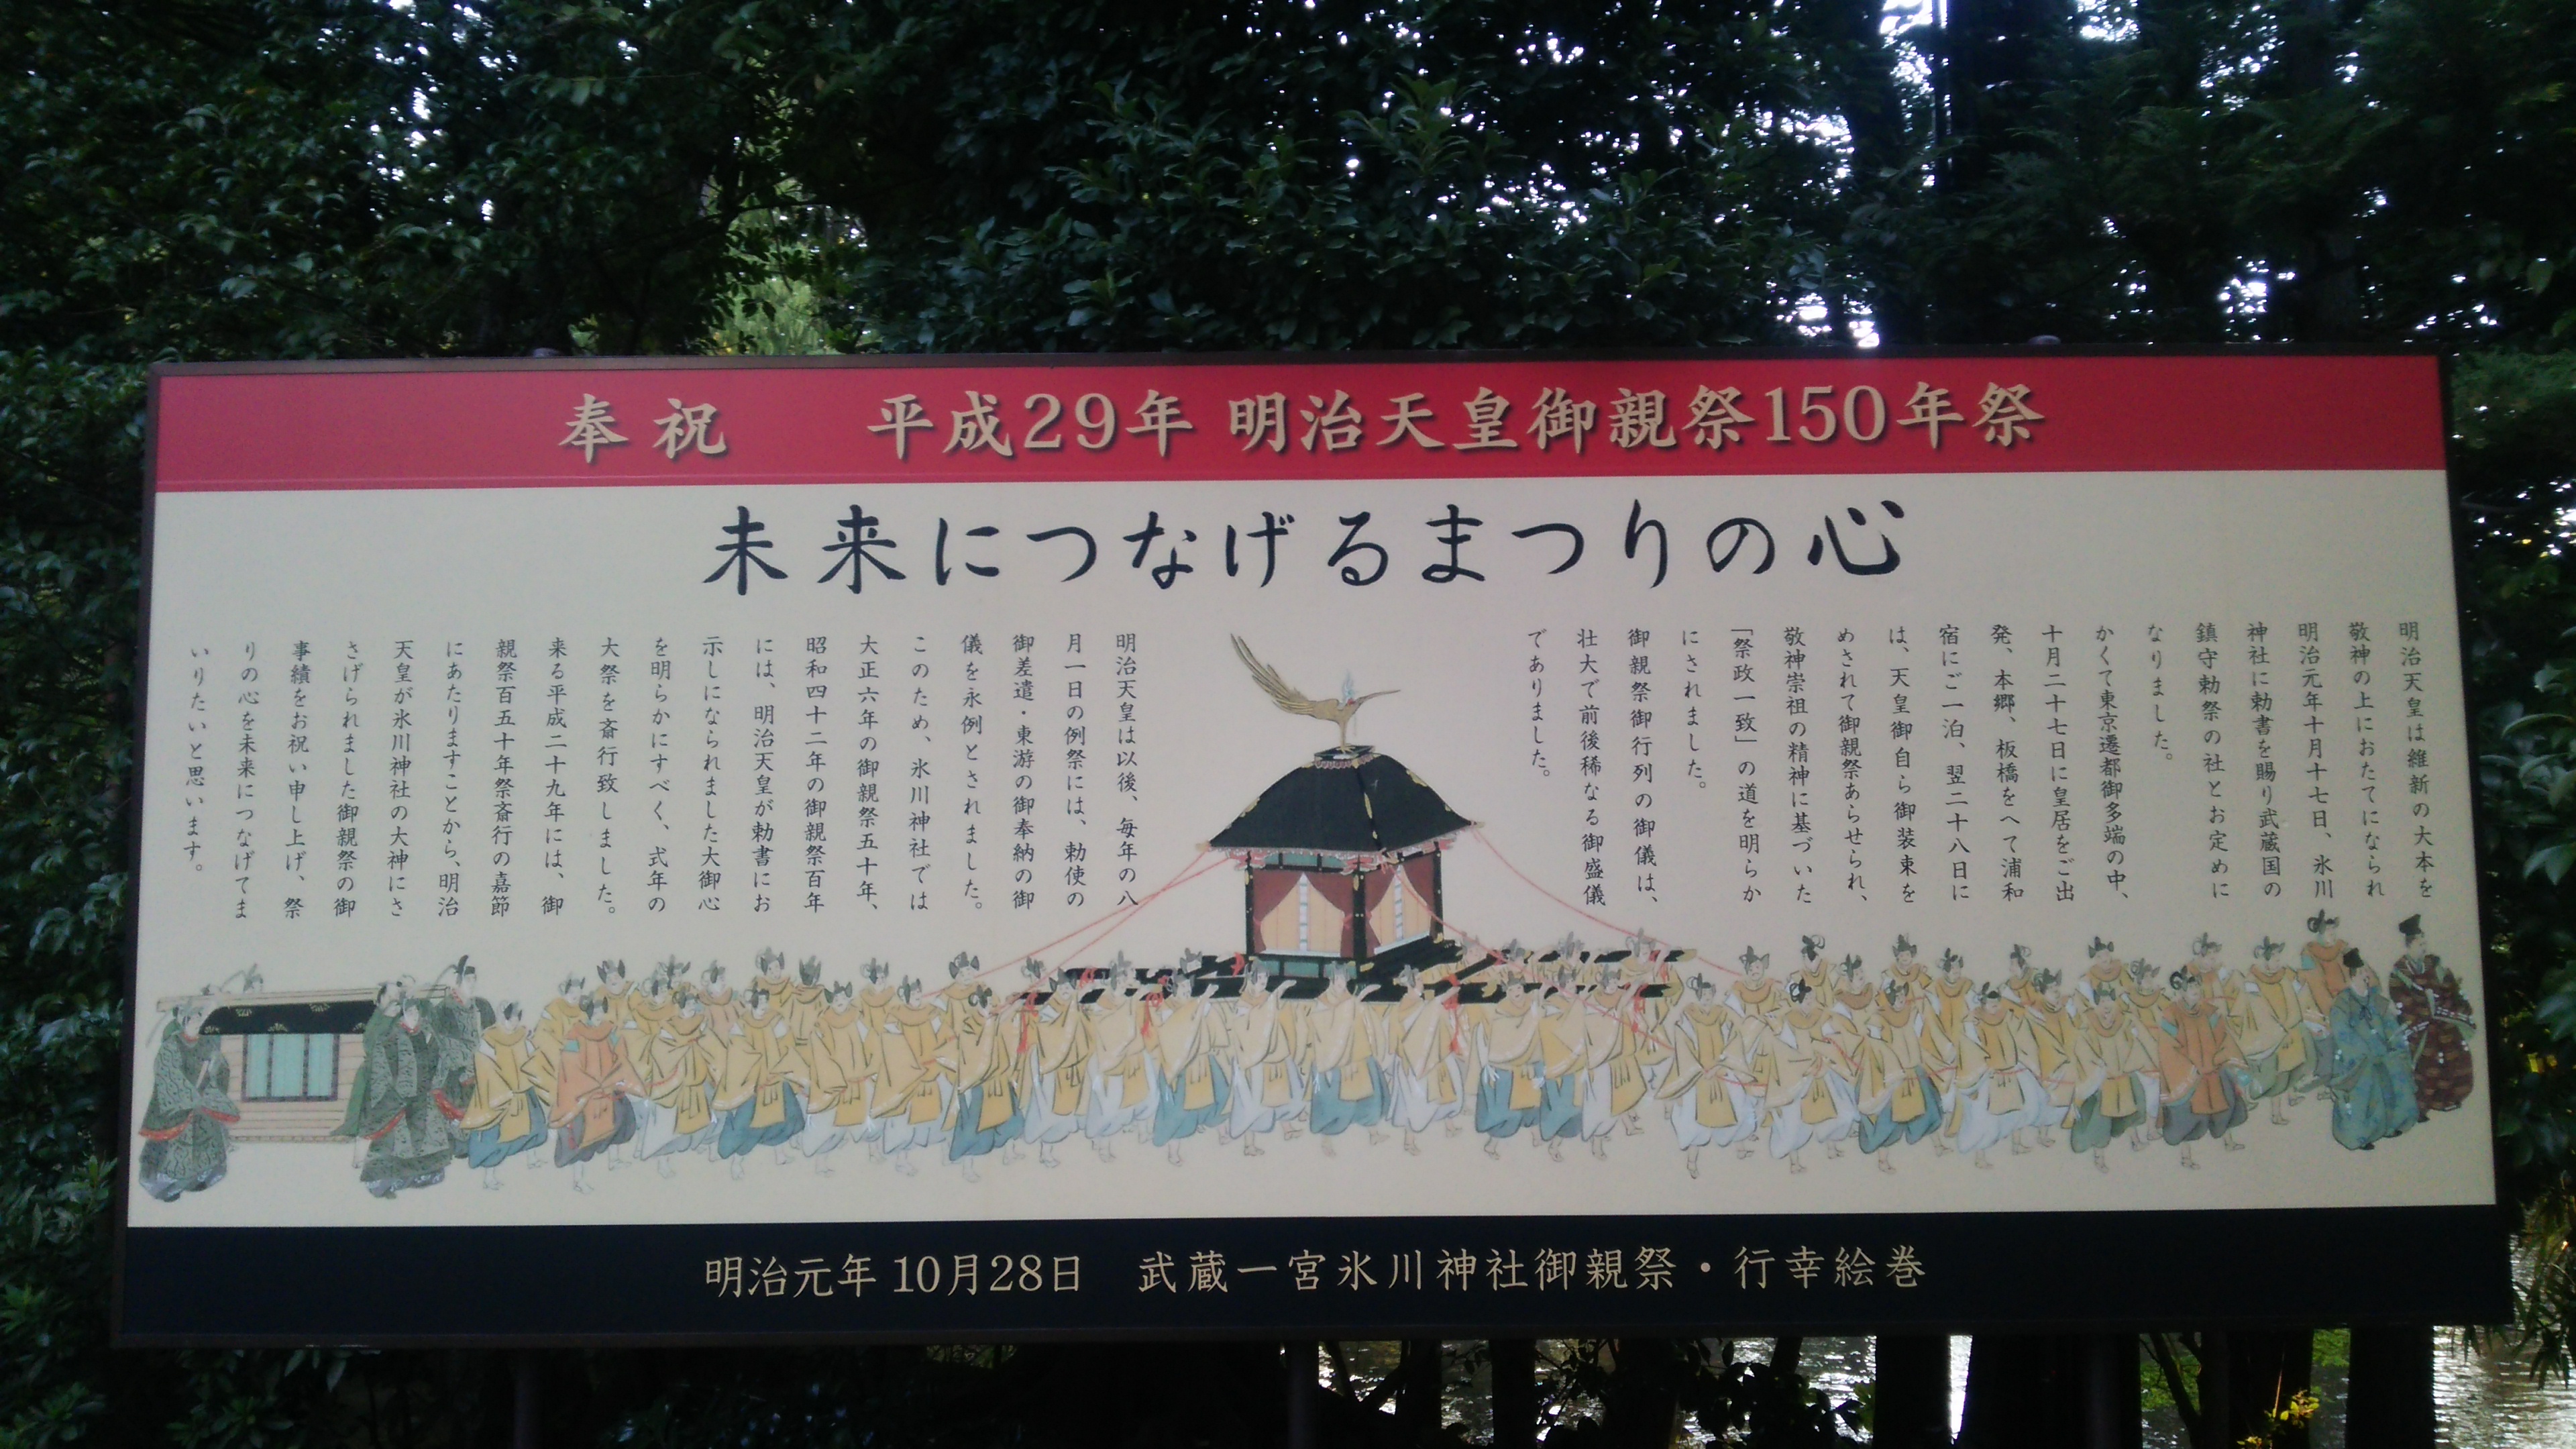 奉祝　平成29年 明治天皇御親祭150年祭
未来につなげるまつりの心
明治天皇は維新の大本を
敬神の上におたてになられ
明治元年十月十七日、氷川
神社に勅書を賜り武蔵国の
鎮守勅祭の社とお定めに
なりました。
かくて東京遷都御多端の中、
十月二十七日に皇居をご出
発、本郷、板橋をへて浦和
宿にご一泊、翌二十八日に
は、天皇御自ら御装束を
めされて御親祭あらせられ、
敬神崇祖の精神に基づいた
「祭政一致」の道を明らか
にされました。
御親祭御行列の御儀は、
壮大で前後稀なる御盛儀
でありました。
明治天皇は以後、毎年の八
月一日の例祭には、勅使の
御差遣・東游の御奉納の御
儀を永例とされました。
このため、氷川神社では
大正六年の御親祭五十年、
昭和四十二年の御親祭百年
には、明治天皇が勅書にお
示しになられました大御心
を明らかにすべく、式年の
大祭を斎行致しました。
来る平成二十九年には、御
親祭百五十年祭斎行の嘉節
にあたりますことから、明治
天皇が氷川神社の大神にさ
さげられました御親祭の御
事績をお祝い申し上げ、祭
りの心を未来につなげてま
いりたいと思います。
明治元年10月28日　武蔵一宮氷川神社御親祭・行幸絵巻